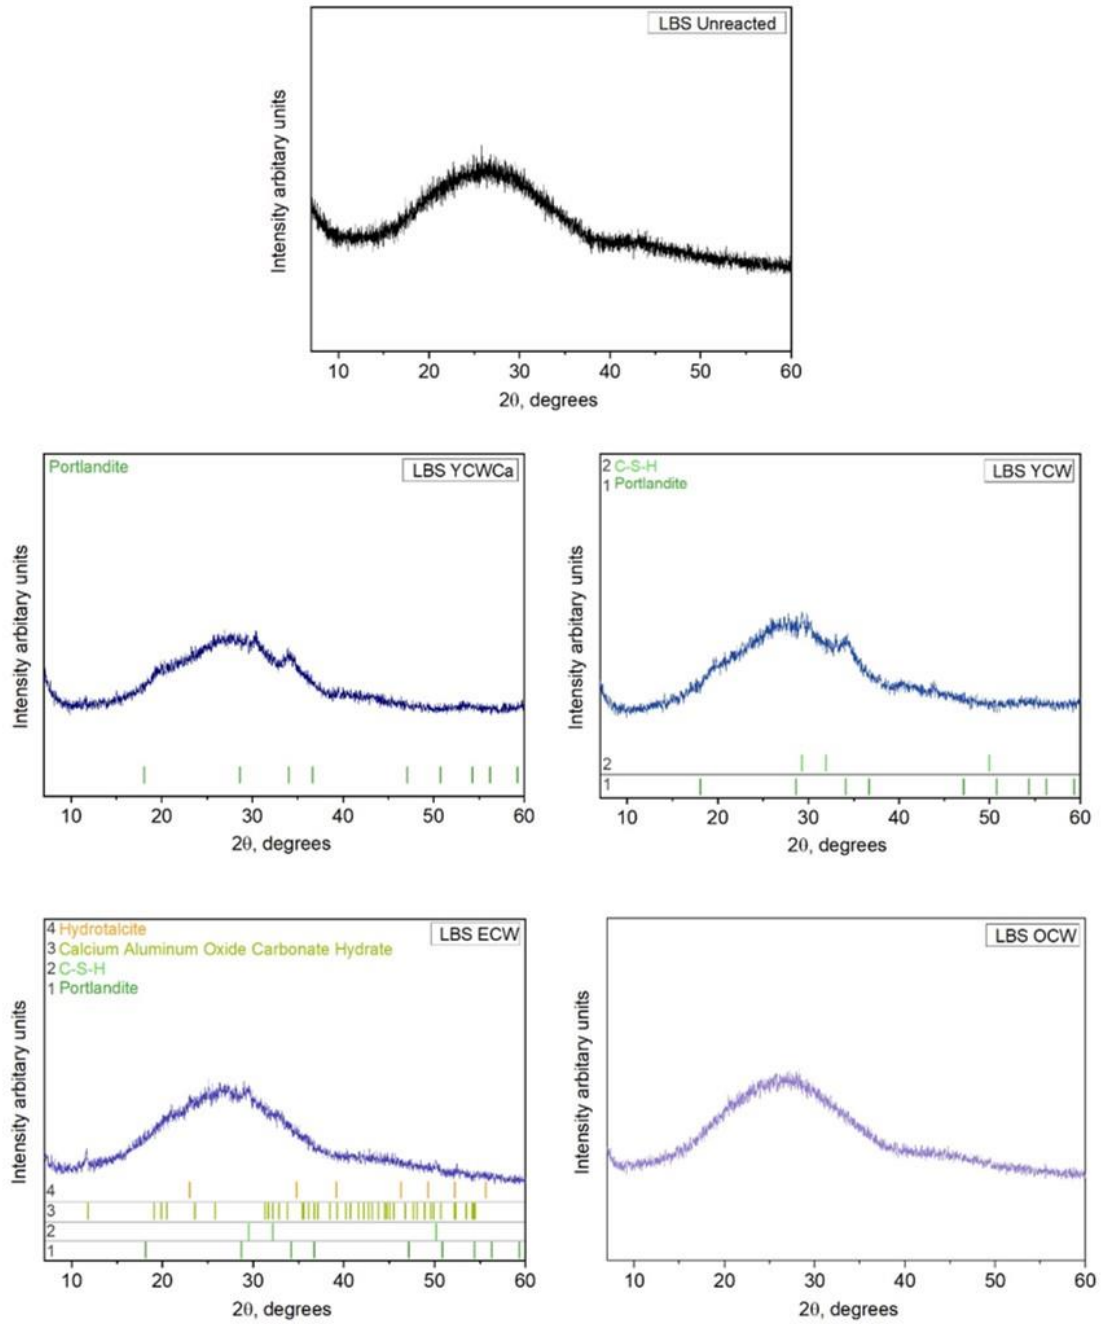 LBS Unreacted
Intensity arbitary units
10 20 30 40 50 60
2θ, degrees
Portlandite
LBS YCWCa
Intensity arbitary units
10 20 30 40 50 60
2θ, degrees
2 C-S-H
1 Portlandite
LBS YCW
Intensity arbitary units
2
1
10 20 30 40 50 60
2θ, degrees
4 Hydrotalcite
3 Calcium Aluminum Oxide Carbonate Hydrate
2 C-S-H
1 Portlandite
LBS ECW
Intensity arbitary units
4
3
2
1
10 20 30 40 50 60
2θ, degrees
LBS OCW
Intensity arbitary units
10 20 30 40 50 60
2θ, degrees